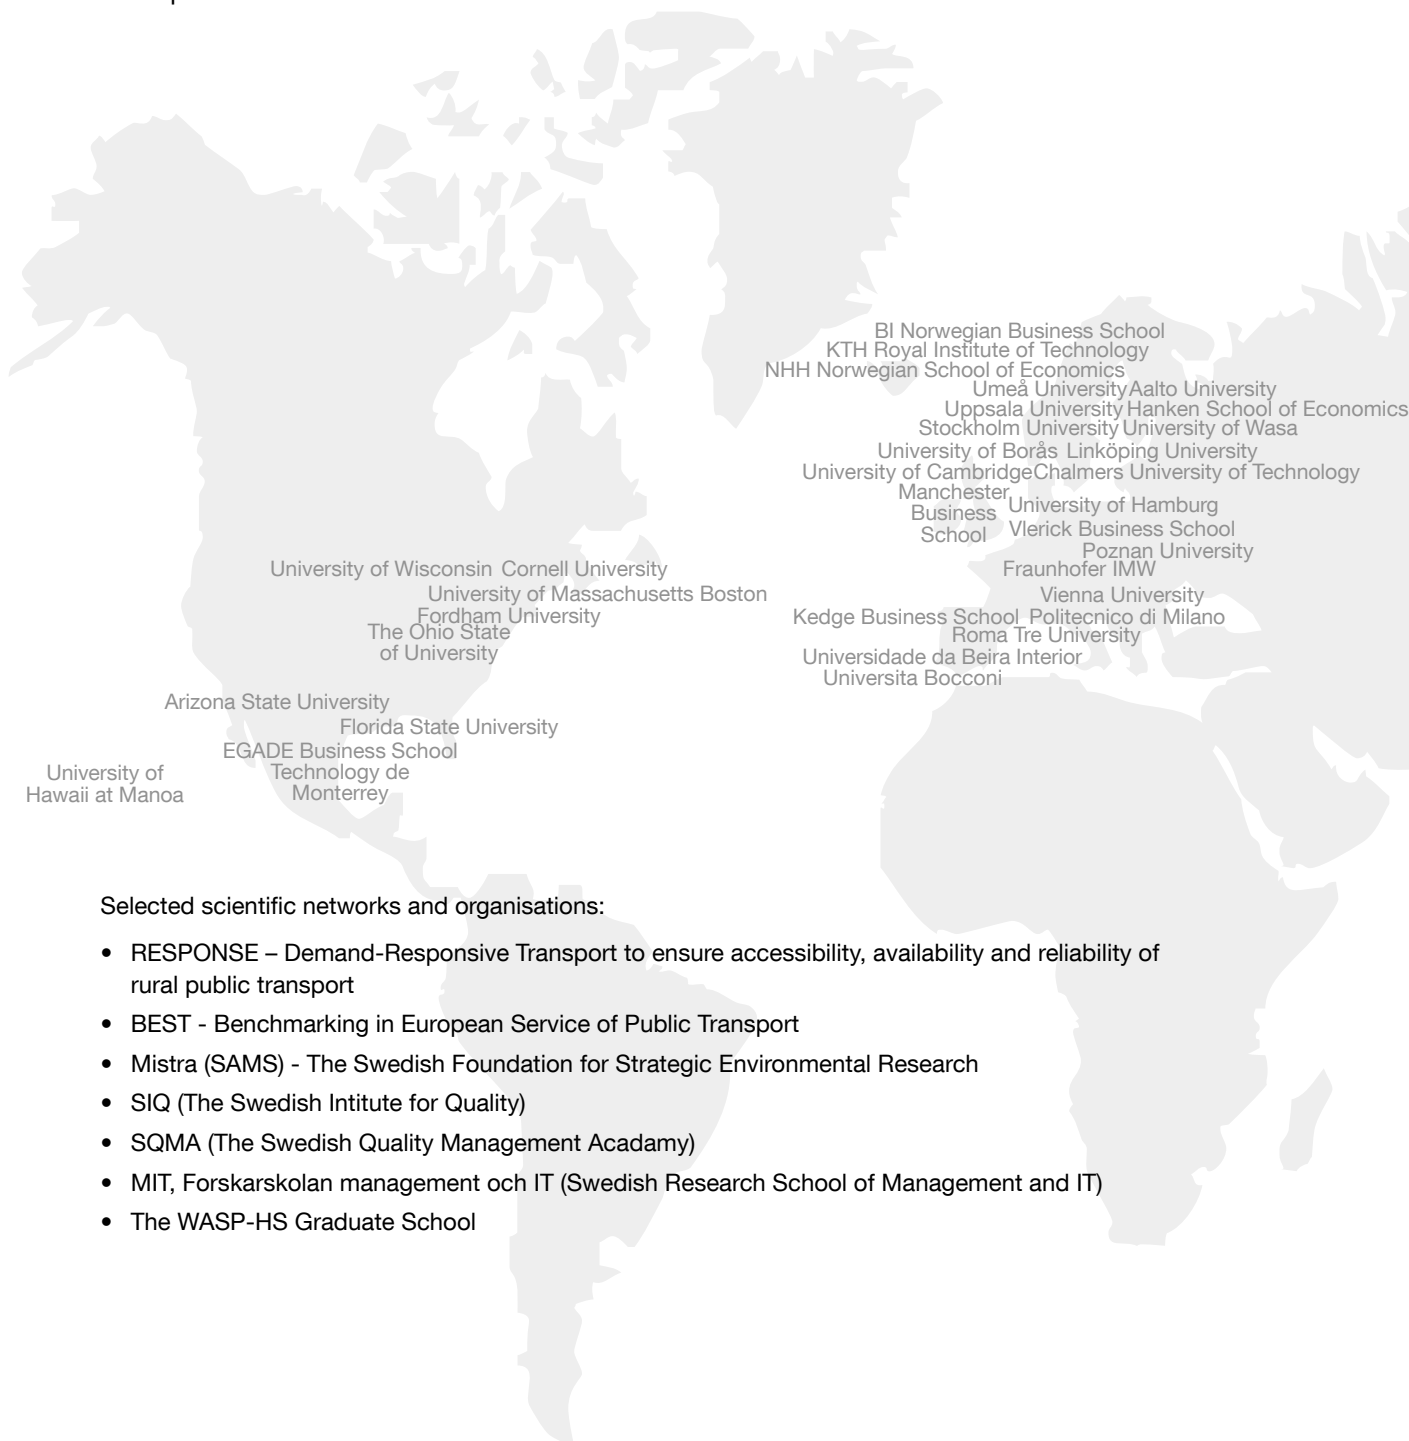 BI Norwegian Business School
KTH Royal Institute of Technology
NHH Norwegian School of Economics
Umeå University Aalto University
Uppsala University Hanken School of Economics
Stockholm University University of Wasa
University of Borås Linköping University
University of Cambridge Chalmers University of Technology
Manchester
Business
School
University of Hamburg
Vlerick Business School
Poznan University
Fraunhofer IMW
Vienna University
Kedge Business School Politecnico di Milano
Roma Tre University
Universidade da Beira Interior
Universita Bocconi
University of Wisconsin Cornell University
University of Massachusetts Boston
Fordham University
The Ohio State
of University
Arizona State University
Florida State University
EGADE Business School
Technology de
Monterrey
University of
Hawaii at Manoa
Selected scientific networks and organisations:
• RESPONSE – Demand-Responsive Transport to ensure accessibility, availability and reliability of
rural public transport
• BEST - Benchmarking in European Service of Public Transport
• Mistra (SAMS) - The Swedish Foundation for Strategic Environmental Research
• SIQ (The Swedish Intitute for Quality)
• SQMA (The Swedish Quality Management Acadamy)
• MIT, Forskarskolan management och IT (Swedish Research School of Management and IT)
• The WASP-HS Graduate School